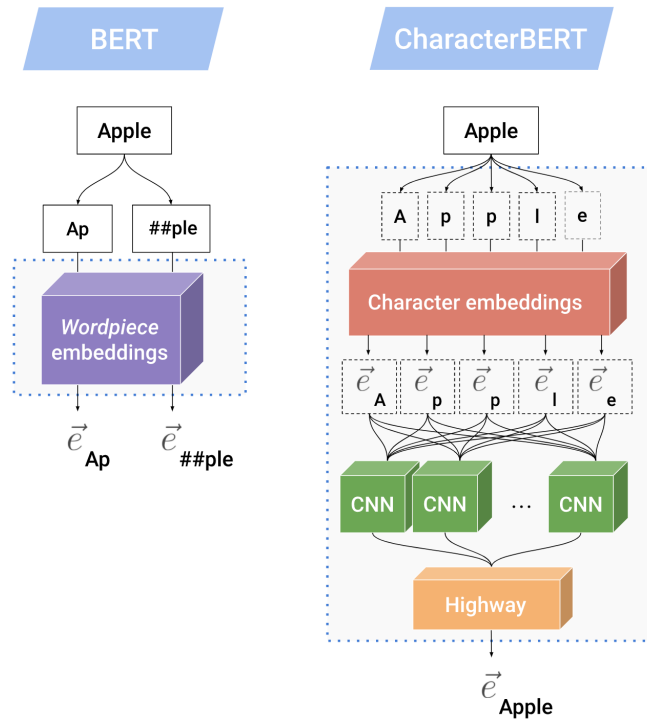 BERT
CharacterBERT
Apple
Ap ##ple
Wordpiece
embeddings
e⃗ Ap e⃗ ##ple
Apple
A p p l e
Character embeddings
e⃗ A e⃗ p e⃗ p e⃗ l e⃗ e
CNN CNN ... CNN
Highway
e⃗ Apple